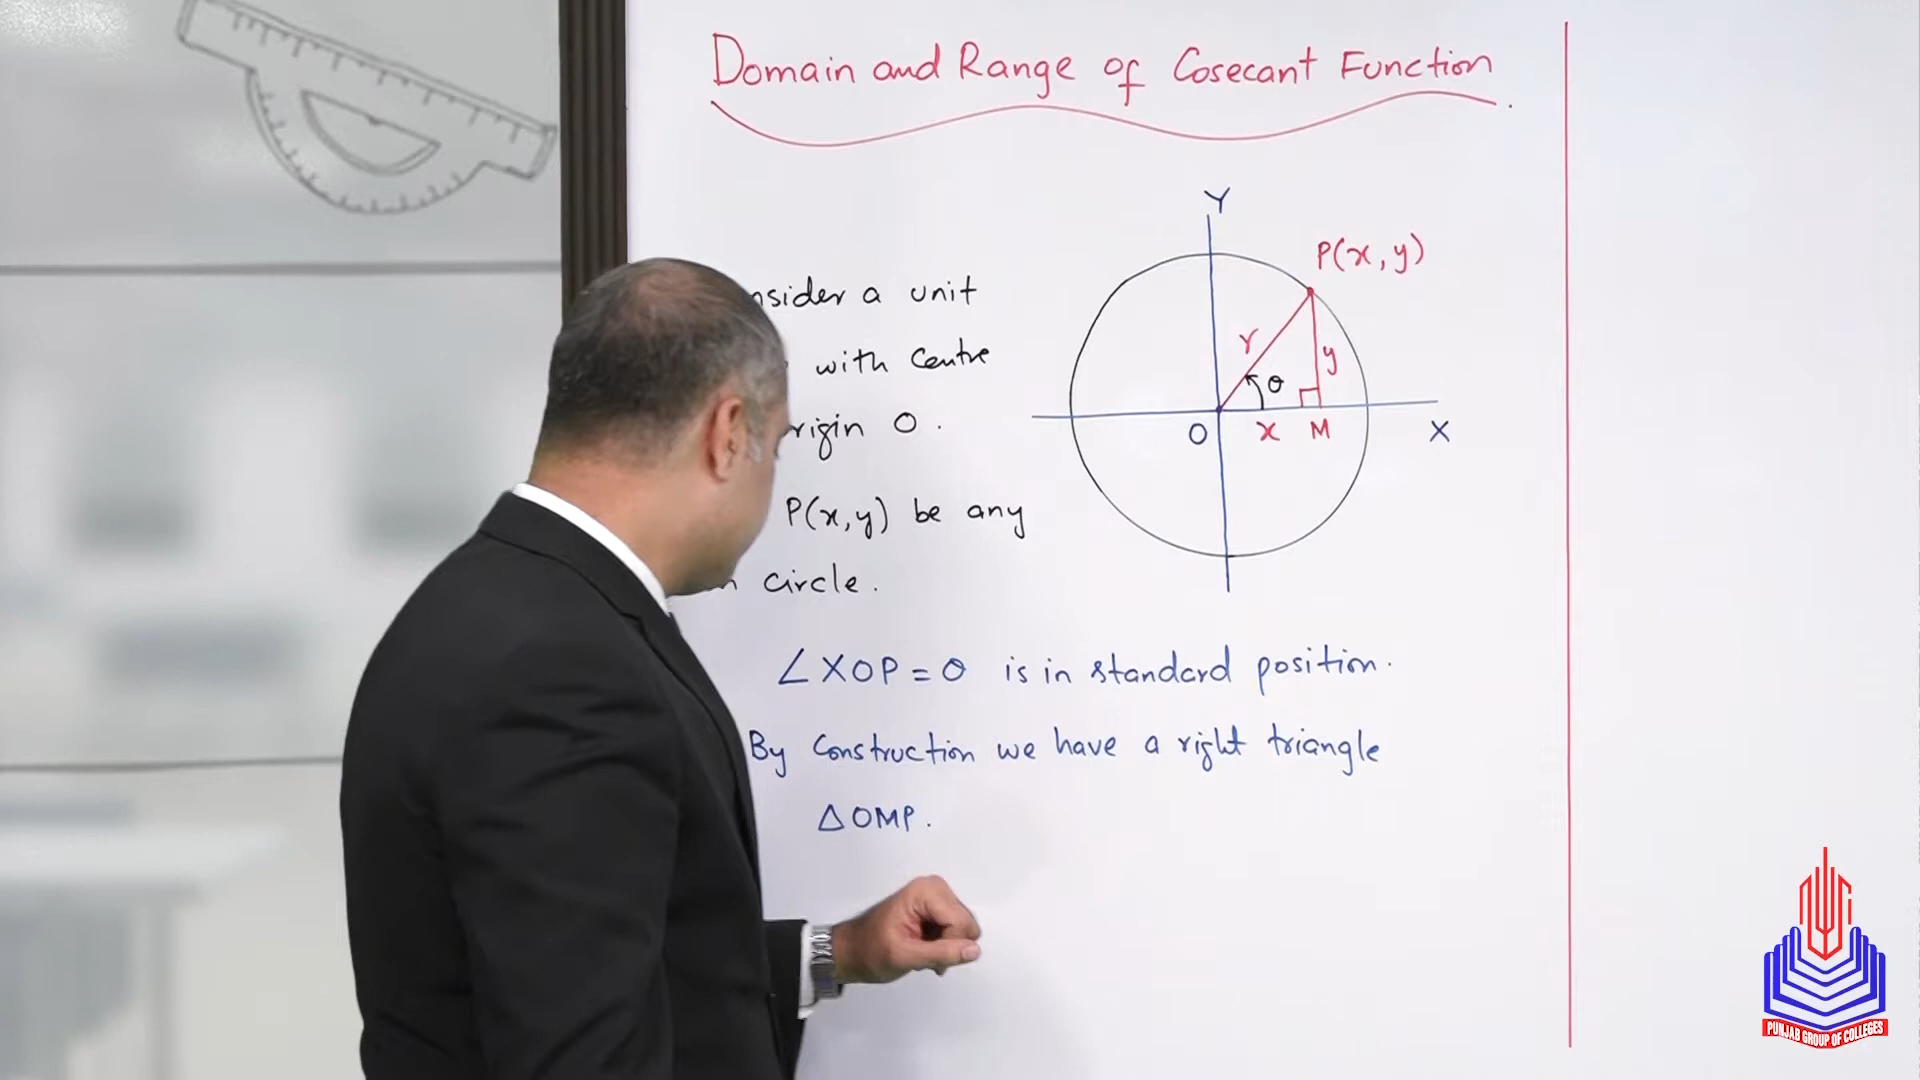 Domain and Range of Cosecant Function.
Y
P(x, y)
nsider a unit
r
y
θ
with Centre
rigin O.
O
x
M
X
P(x, y) be any
circle.
∠XOP = θ is in standard position.
By Construction we have a right triangle
△OMP.
PUNJAB GROUP OF COLLEGES